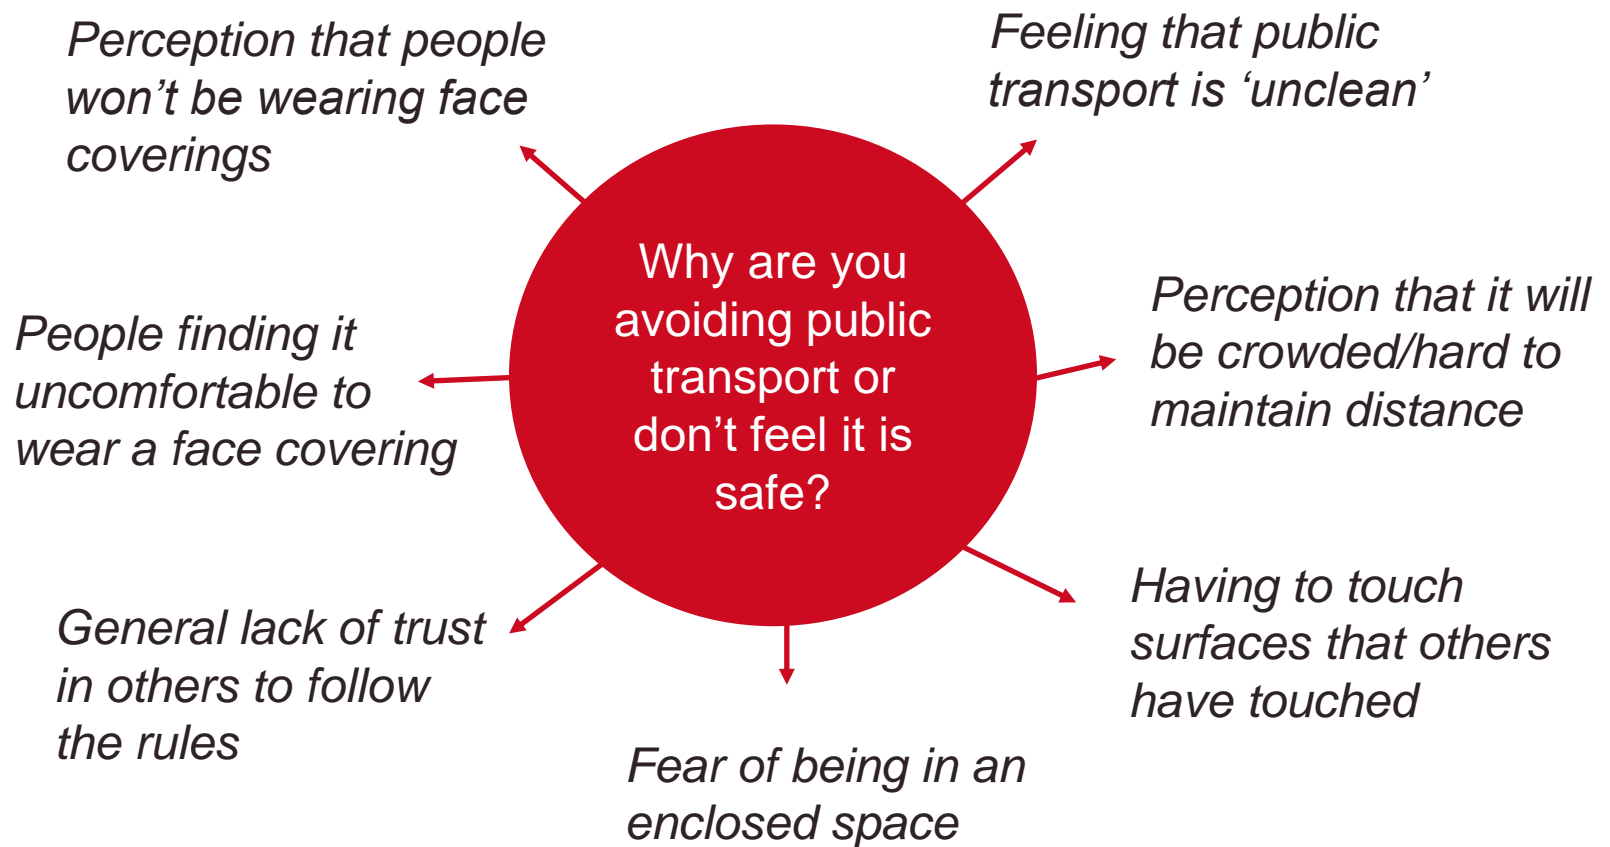 Perception that people
won’t be wearing face
coverings
Feeling that public
transport is ‘unclean’
Why are you
avoiding public
transport or
don’t feel it is
safe?
Perception that it will
be crowded/hard to
maintain distance
People finding it
uncomfortable to
wear a face covering
Having to touch
surfaces that others
have touched
General lack of trust
in others to follow
the rules
Fear of being in an
enclosed space